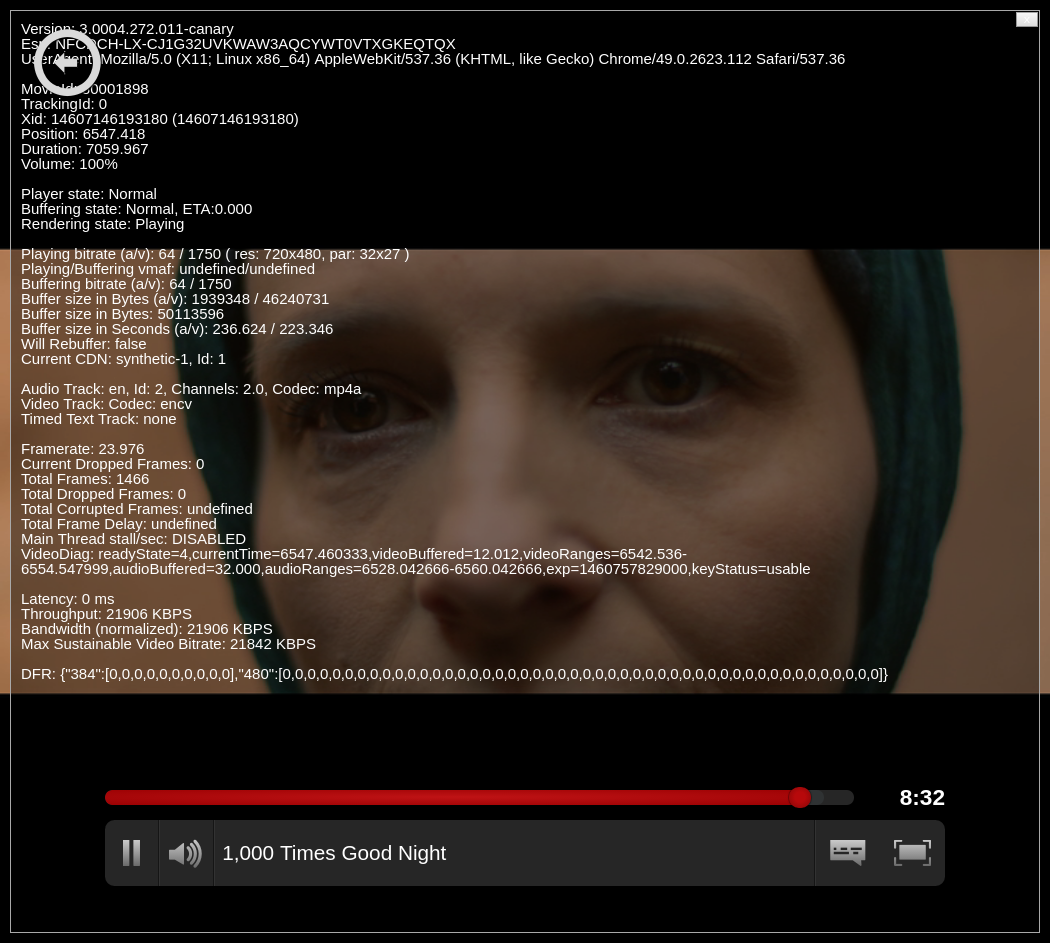 Version: 3.0004.272.011-canary
NFCDCH-LX-CJ1G32UVKWAW3AQCYWT0VTXGKEQTQX
UserAgent: Mozilla/5.0 (X11; Linux x86_64) AppleWebKit/537.36 (KHTML, like Gecko) Chrome/49.0.2623.112 Safari/537.36
MovieId: 80001898
TrackingId: 0
Xid: 14607146193180 (14607146193180)
Position: 6547.418
Duration: 7059.967
Volume: 100%
Player state: Normal
Buffering state: Normal, ETA:0.000
Rendering state: Playing
Playing bitrate (a/v): 64 / 1750 ( res: 720x480, par: 32x27 )
Playing/Buffering vmaf: undefined/undefined
Buffering bitrate (a/v): 64 / 1750
Buffer size in Bytes (a/v): 1939348 / 46240731
Buffer size in Bytes: 50113596
Buffer size in Seconds (a/v): 236.624 / 223.346
Will Rebuffer: false
Current CDN: synthetic-1, Id: 1
Audio Track: en, Id: 2, Channels: 2.0, Codec: mp4a
Video Track: Codec: encv
Timed Text Track: none
Framerate: 23.976
Current Dropped Frames: 0
Total Frames: 1466
Total Dropped Frames: 0
Total Corrupted Frames: undefined
Total Frame Delay: undefined
Main Thread stall/sec: DISABLED
VideoDiag: readyState=4,currentTime=6547.460333,videoBuffered=12.012,videoRanges=6542.536-
6554.547999,audioBuffered=32.000,audioRanges=6528.042666-6560.042666,exp=1460757829000,keyStatus=usable
Latency: 0 ms
Throughput: 21906 KBPS
Bandwidth (normalized): 21906 KBPS
Max Sustainable Video Bitrate: 21842 KBPS
DFR: {"384":[0,0,0,0,0,0,0,0,0,0],"480":[0,0,0,0,0,0,0,0,0,0,0,0,0,0,0,0,0,0,0,0,0,0,0,0,0,0,0,0,0,0,0,0,0,0,0,0,0,0,0,0,0,0,0,0,0,0,0,0]}
8:32
1,000 Times Good Night